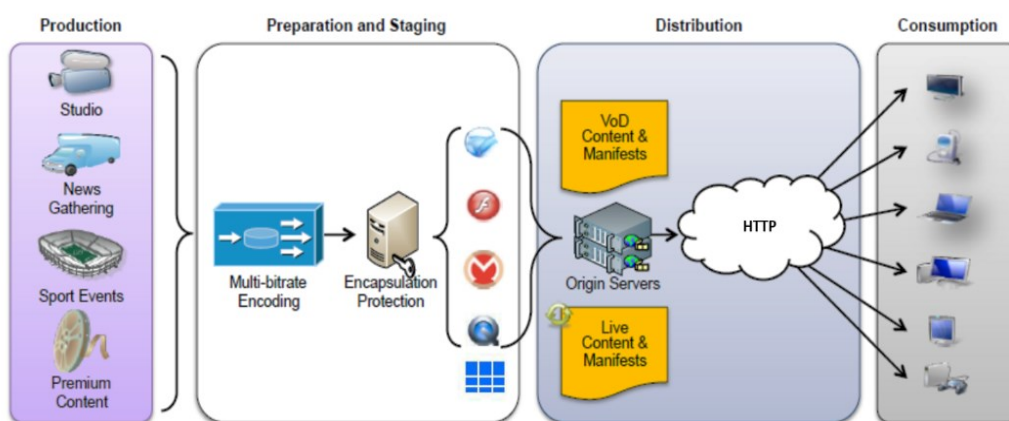 Production
Preparation and Staging
Distribution
Consumption
Studio
News
Gathering
Sport Events
Premium
Content
Multi-bitrate
Encoding
Encapsulation
Protection
VoD
Content &
Manifests
Origin Servers
Live
Content &
Manifests
HTTP